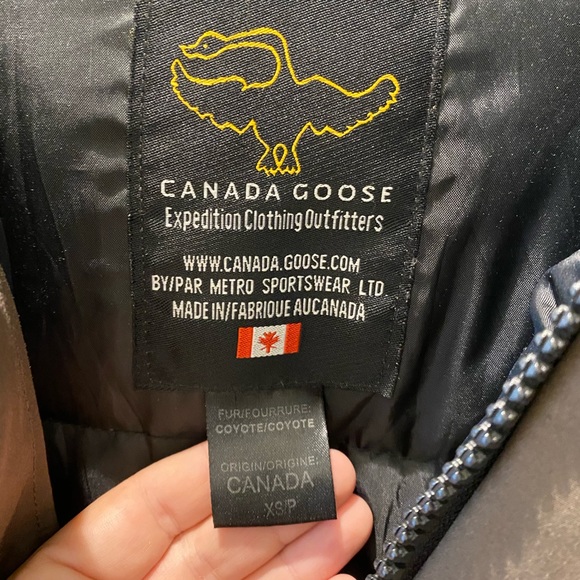 CANADA GOOSE
Expedition Clothing Outfitters
WWW.CANADA.GOOSE.COM
BY/PAR METRO SPORTSWEAR LTD
MADE IN/FABRIQUE AUCANADA
FUR/FOURRURE:
COYOTE/COYOTE
ORIGIN/ORIGINE:
CANADA
XS/P